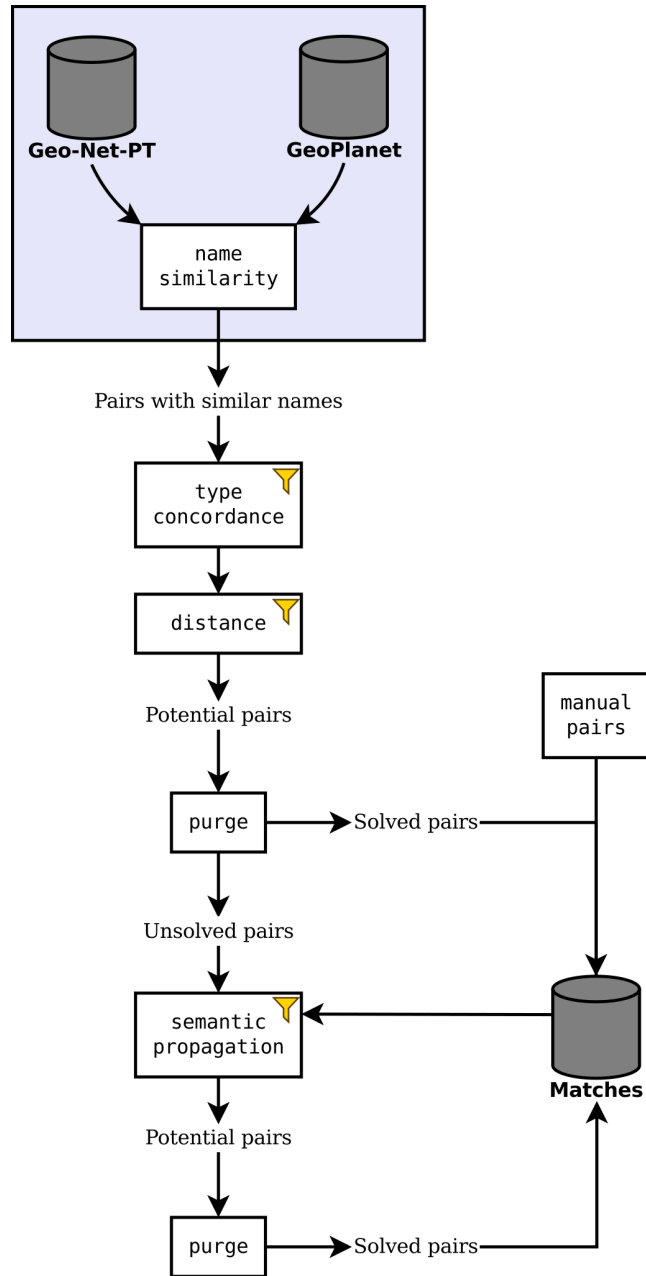 Geo-Net-PT
GeoPlanet
name
similarity
Pairs with similar names
type
concordance
distance
Potential pairs
manual
pairs
purge
Solved pairs
Unsolved pairs
semantic
propagation
Matches
Potential pairs
purge
Solved pairs